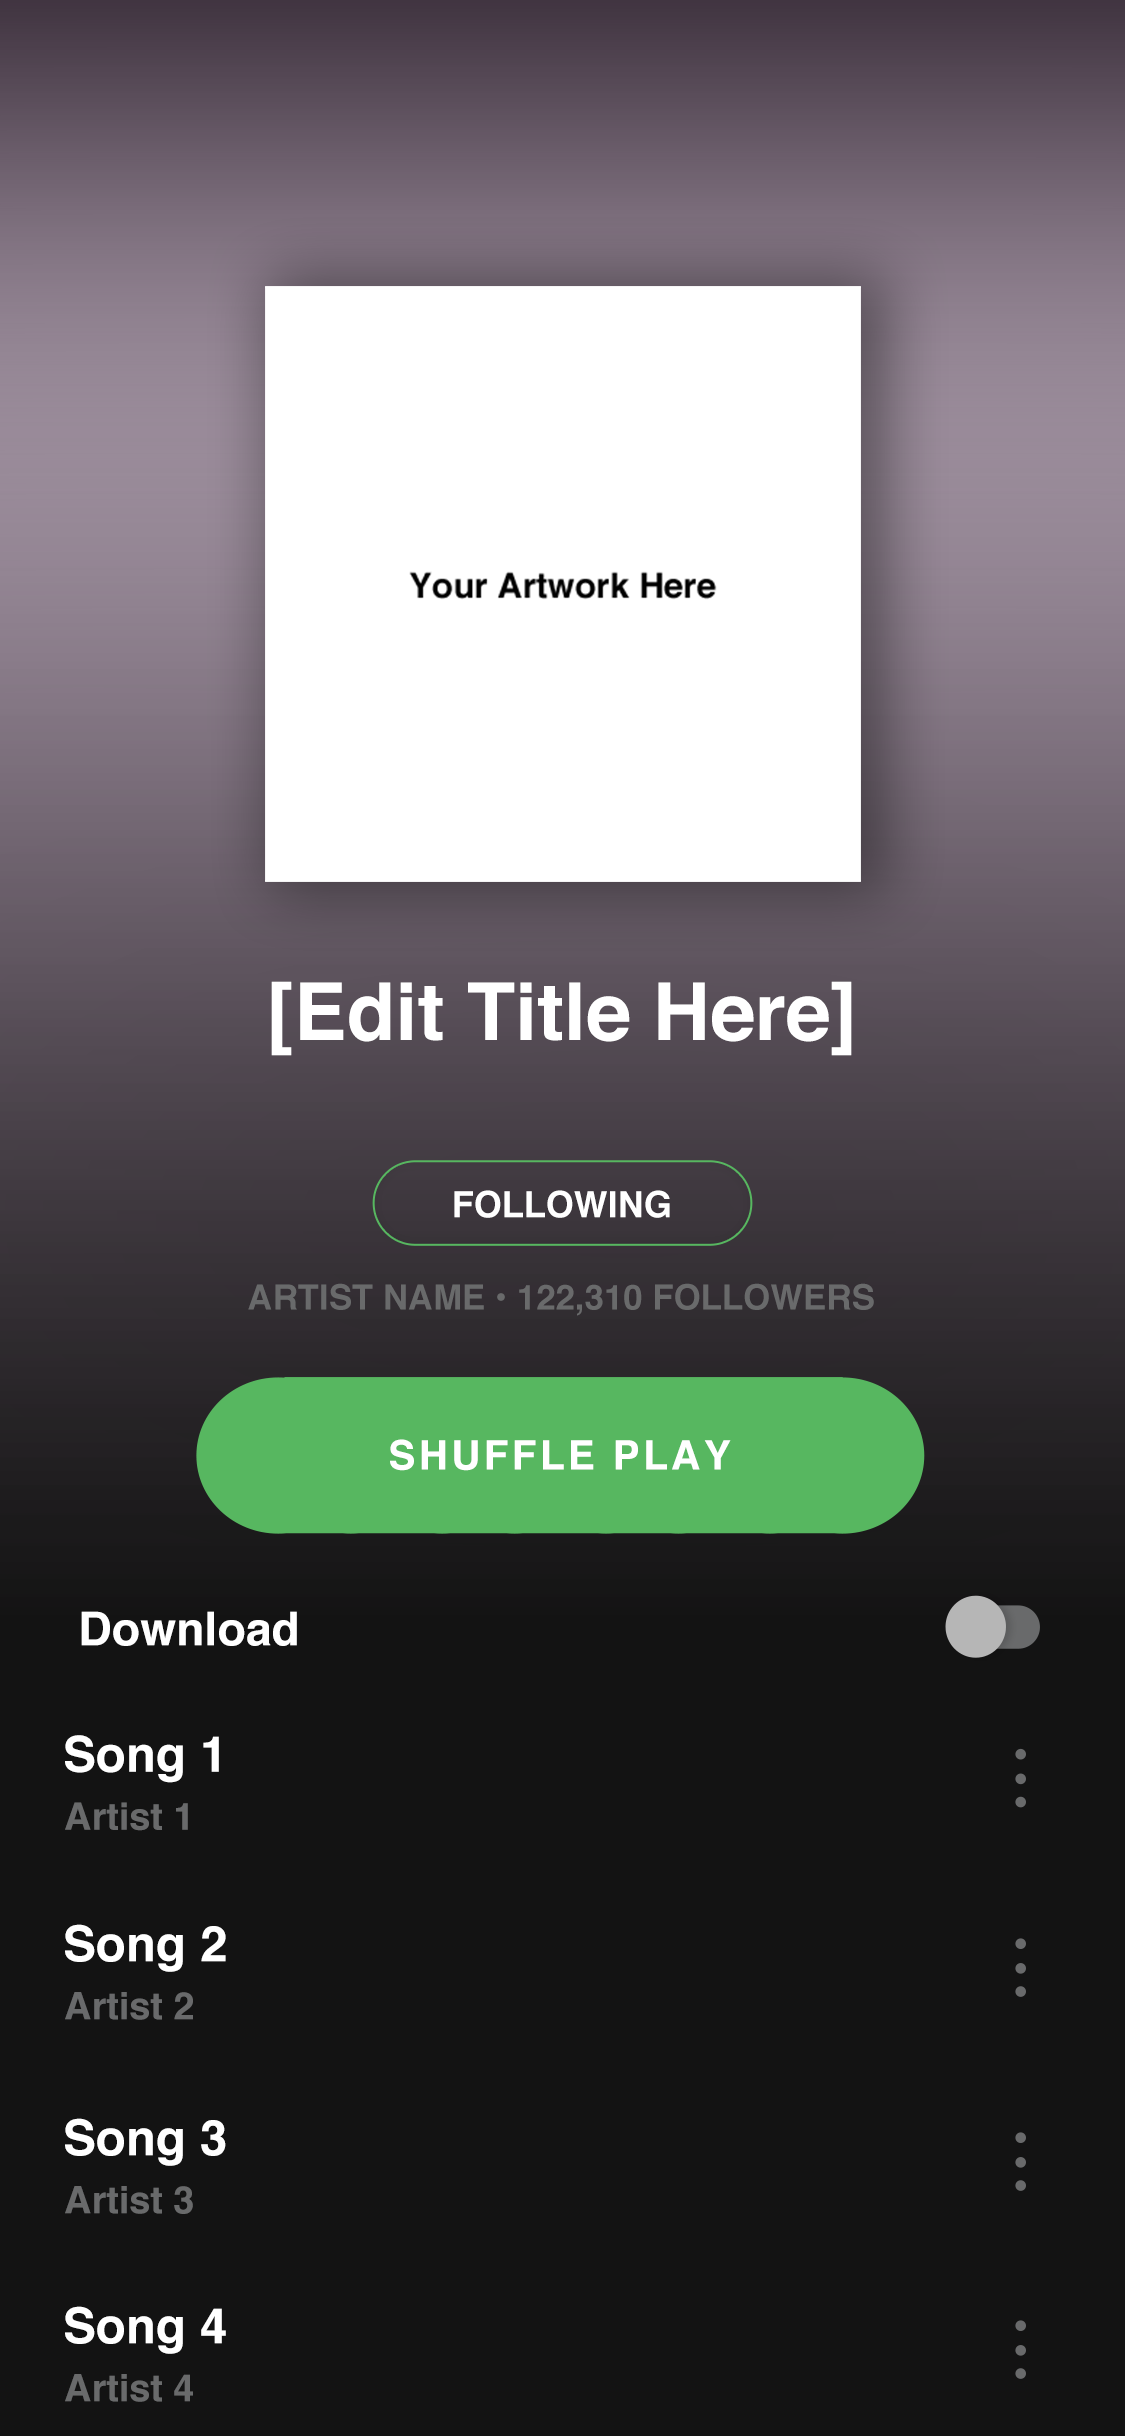 Your Artwork Here
[Edit Title Here]
FOLLOWING
ARTIST NAME • 122,310 FOLLOWERS
SHUFFLE PLAY
Download
Song 1
Artist 1
Song 2
Artist 2
Song 3
Artist 3
Song 4
Artist 4